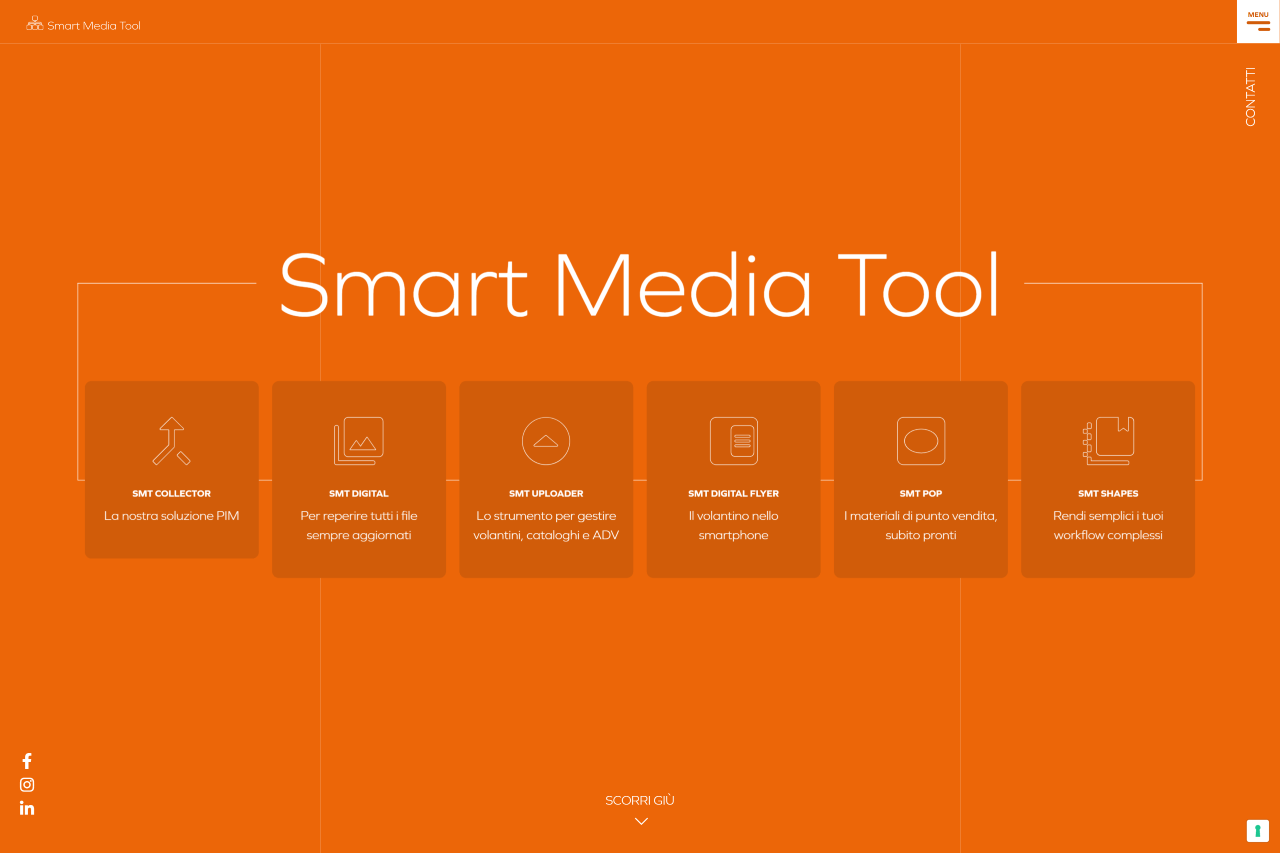 Smart Media Tool
MENU
CONTATTI
Smart Media Tool
SMT COLLECTOR
La nostra soluzione PIM
SMT DIGITAL
Per reperire tutti i file
sempre aggiornati
SMT UPLOADER
Lo strumento per gestire
volantini, cataloghi e ADV
SMT DIGITAL FLYER
Il volantino nello
smartphone
SMT POP
I materiali di punto vendita,
subito pronti
SMT SHAPES
Rendi semplici i tuoi
workflow complessi
SCORRI GIÙ